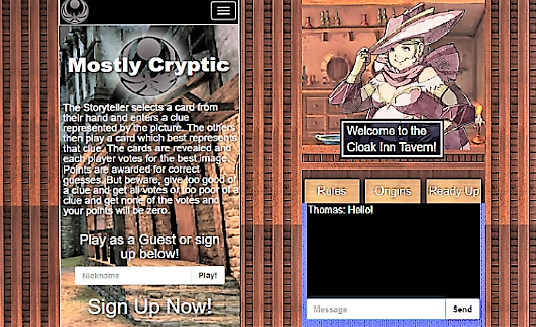 Mostly Cryptic
The Storyteller selects a card from
their hand and enters a clue
represented by the picture. The others
then play a card which best represents
that clue. The cards are revealed and
each player votes for the best image.
Points are awarded for correct
guesses. But beware, give too good of
a clue and get all votes or too poor of a
clue and get none of the votes and
your points will be zero.
Play as a Guest or sign
up below!
Nickname
Play!
Sign Up Now!
Welcome to the
Cloak Inn Tavern!
Rules
Origins
Ready Up
Thomas: Hello!
Message
Send